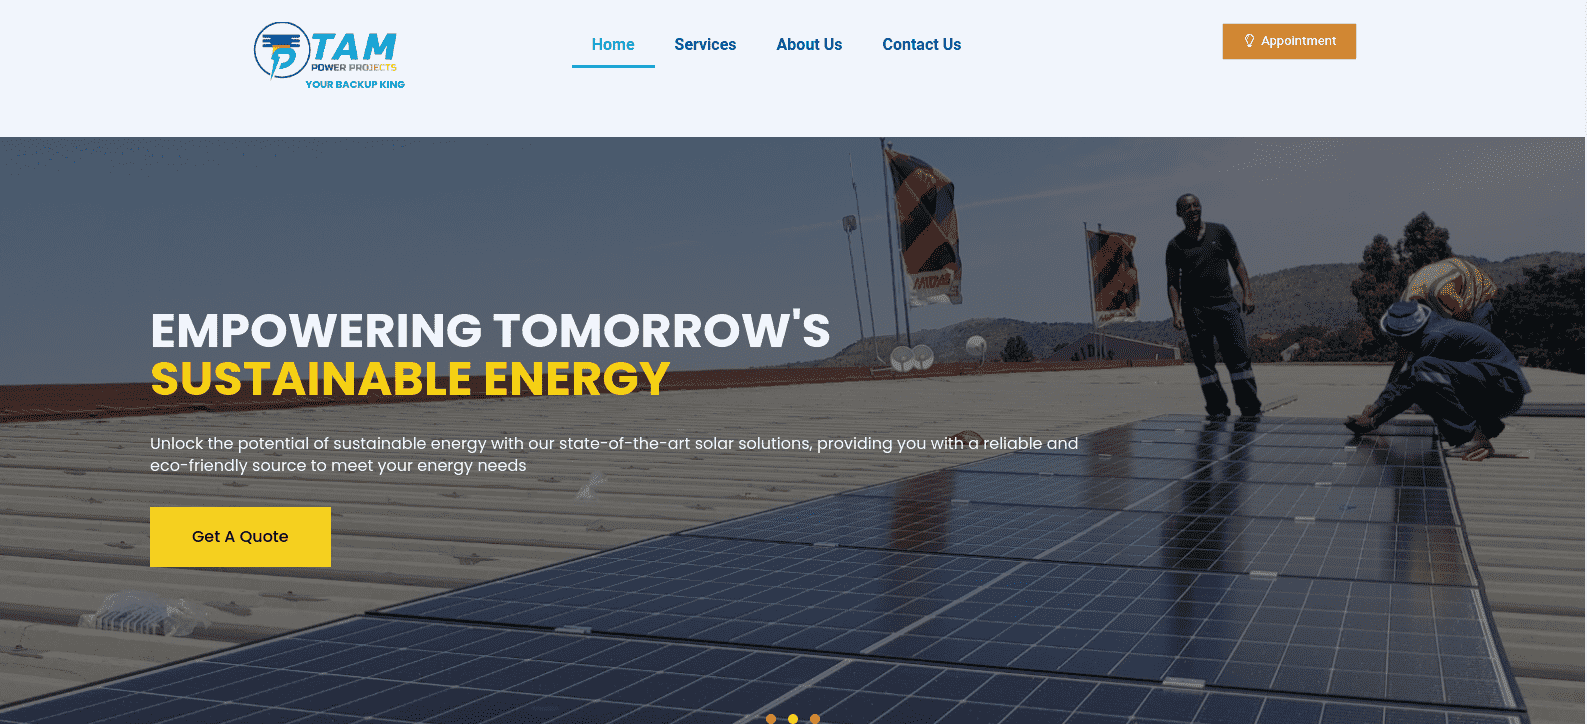 TAM
POWER PROJECTS
YOUR BACKUP KING
Home
Services
About Us
Contact Us
Appointment
MIDAS
EMPOWERING TOMORROW'S
SUSTAINABLE ENERGY
Unlock the potential of sustainable energy with our state-of-the-art solar solutions, providing you with a reliable and
eco-friendly source to meet your energy needs
Get A Quote